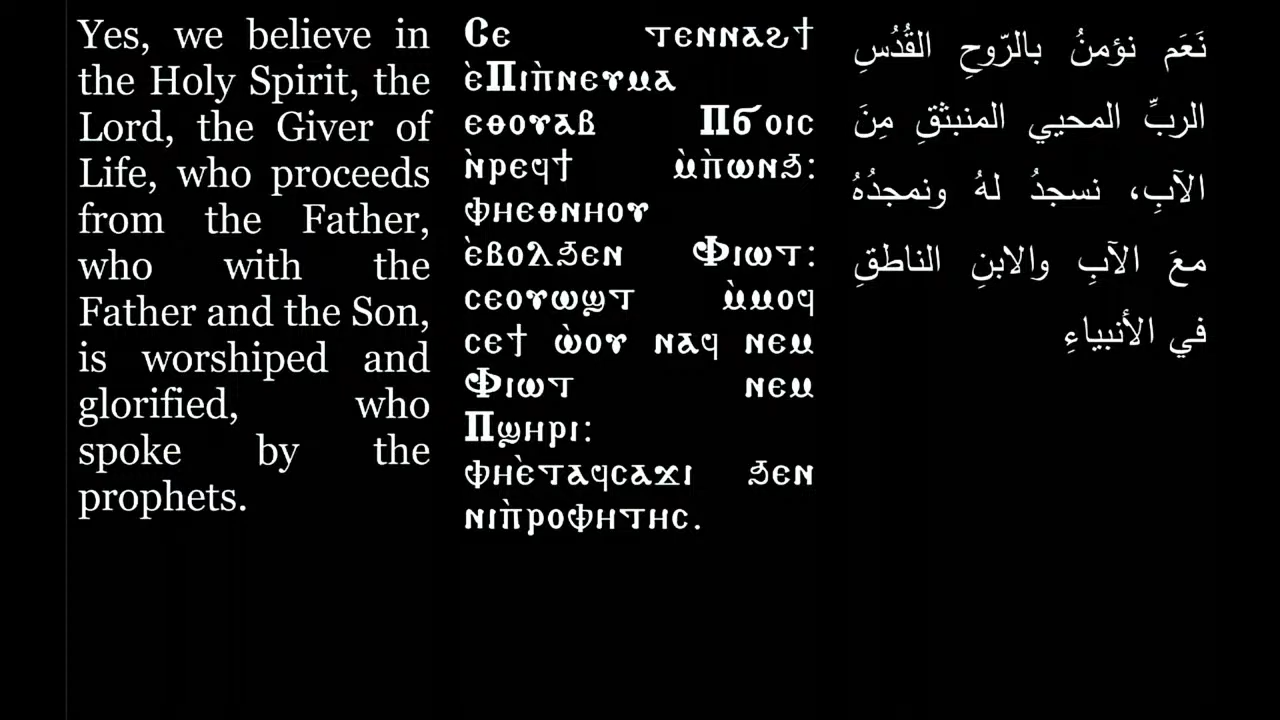 Yes, we believe in
the Holy Spirit, the
Lord, the Giver of
Life, who proceeds
from the Father,
who with the
Father and the Son,
is worshiped and
glorified, who
spoke by the
prophets.
Ⲥⲉ ⲧⲉⲛⲛⲁϩϯ
ⲉ̀Ⲡⲓⲡ̀ⲛⲉⲩⲙⲁ
ⲉⲑⲟⲩⲁⲃ Ⲡϭⲟⲓⲥ
ⲛ̀ⲣⲉϥϯ ⲙ̀ⲡ̀ⲱⲛϧ:
ⲫⲏⲉⲑⲛⲏⲟⲩ
ⲉ̀ⲃⲟⲗϧⲉⲛ Ⲫⲓⲱⲧ:
ⲥⲉⲟⲩⲱϣⲧ ⲙ̀ⲙⲟϥ
ⲥⲉϯ ⲱ̀ⲟⲩ ⲛⲁϥ ⲛⲉⲙ
Ⲫⲓⲱⲧ ⲛⲉⲙ
Ⲡϣⲏⲣⲓ:
ⲫⲏⲉ̀ⲧⲁϥⲥⲁϫⲓ ϧⲉⲛ
ⲛⲓⲡ̀ⲣⲟⲫⲏⲧⲏⲥ.
نَعَم نؤمنُ بالرّوحِ القُدُسِ
الربِّ المحيي المنبثقِ مِنَ
الآبِ، نسجدُ لهُ ونمجدُهُ
معَ الآبِ والابنِ الناطقِ
في الأنبياءِ